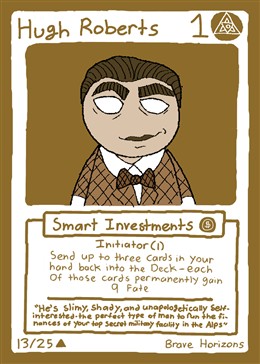 Hugh Roberts 1
Smart Investments 5
Initiator(1)
Send up to three cards in your
hand back into the Deck-each
Of those cards permanently gain
9 Fate
"He's slimy, Shady, and unapologetically Self-
interested-the perfect type of man to run the fi-
nances of your top Secret military facility in the Alps"
13/25
Brave Horizons